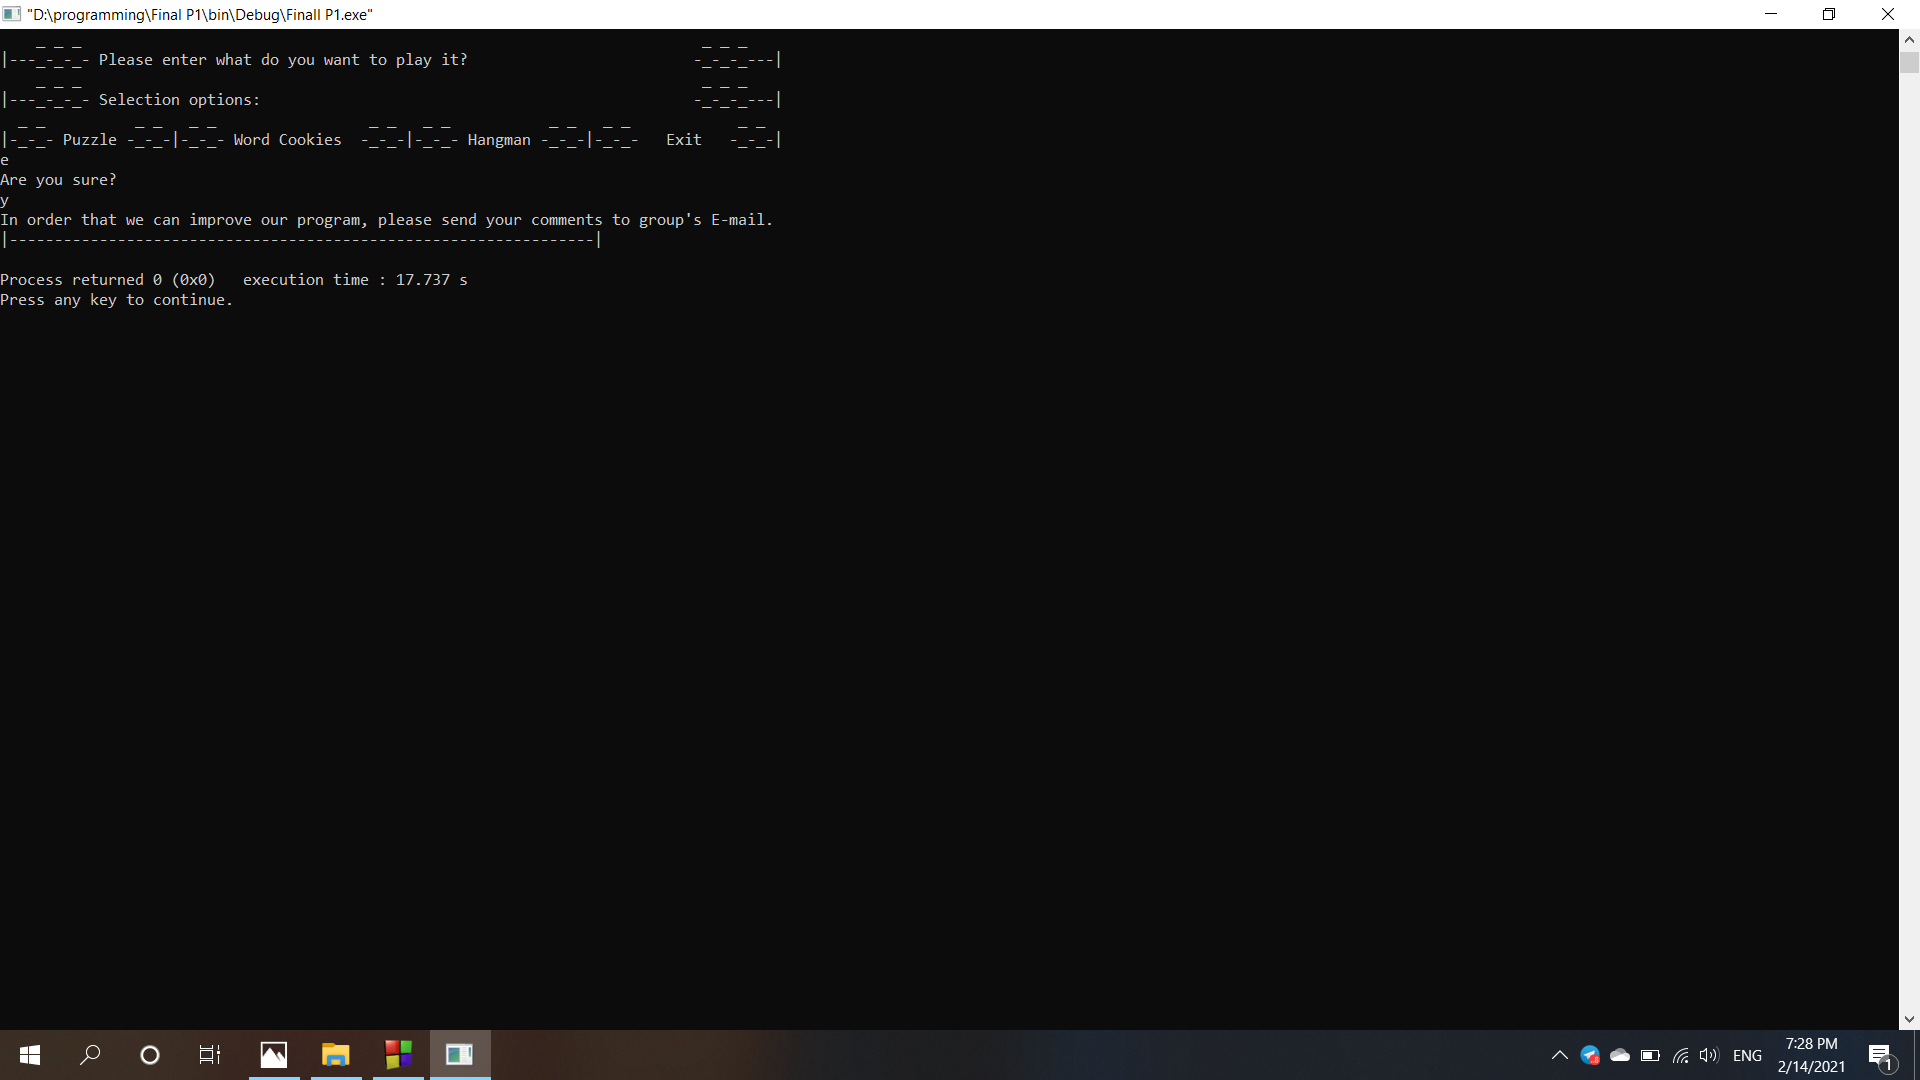 "D:\programming\Final P1\bin\Debug\Finall P1.exe"
_ _ _ _ _ _
|---_-_-_- Please enter what do you want to play it? -_-_-_---|
_ _ _ _ _ _
|---_-_-_- Selection options: -_-_-_---|
_ _ _ _ _ _ _ _ _ _ _ _ _ _ _ _
|-_-_- Puzzle -_-_-|-_-_- Word Cookies -_-_-|-_-_- Hangman -_-_-|-_-_- Exit -_-_-|
e
Are you sure?
y
In order that we can improve our program, please send your comments to group's E-mail.
|-----------------------------------------------------------------|
Process returned 0 (0x0) execution time : 17.737 s
Press any key to continue.
ENG
7:28 PM
2/14/2021
1